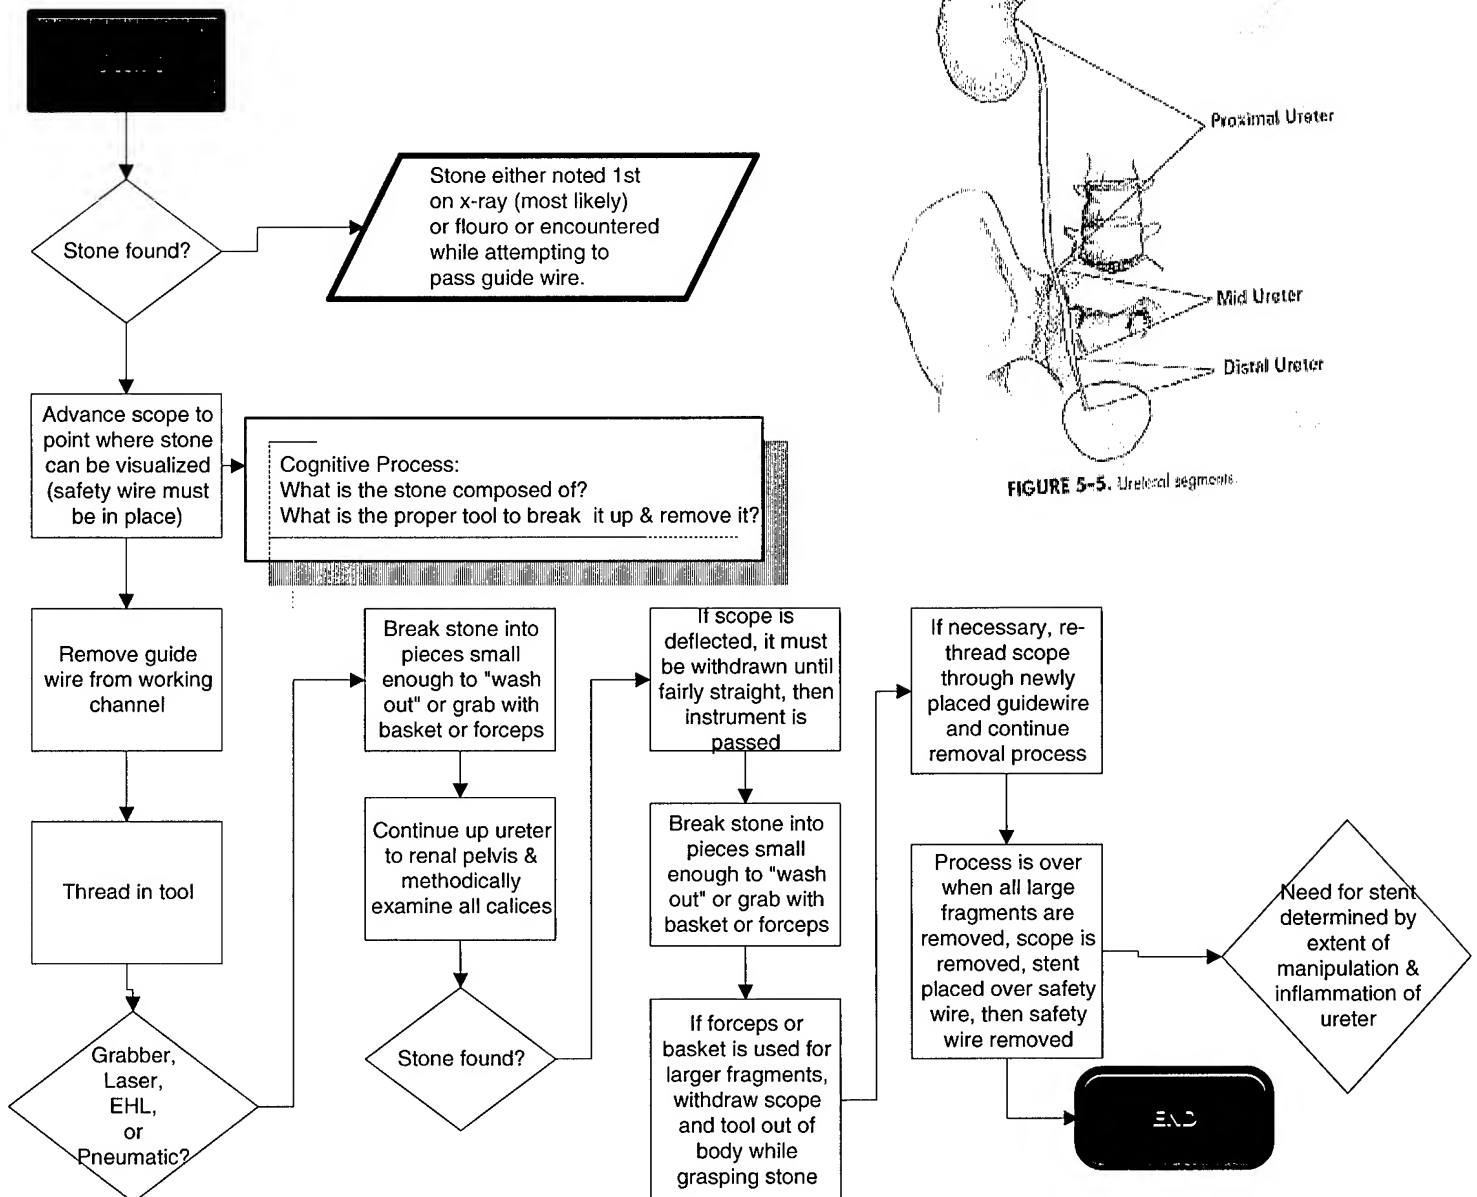 Stone found?
Stone either noted 1st
on x-ray (most likely)
or flouro or encountered
while attempting to
pass guide wire.
Advance scope to
point where stone
can be visualized
(safety wire must
be in place)
Cognitive Process:
What is the stone composed of?
What is the proper tool to break it up & remove it?
Remove guide
wire from working
channel
Thread in tool
Grabber,
Laser,
EHL,
or
Pneumatic?
Break stone into
pieces small
enough to "wash
out" or grab with
basket or forceps
Continue up ureter
to renal pelvis &
methodically
examine all calices
Stone found?
If scope is
deflected, it must
be withdrawn until
fairly straight, then
instrument is
passed
Break stone into
pieces small
enough to "wash
out" or grab with
basket or forceps
If forceps or
basket is used for
larger fragments,
withdraw scope
and tool out of
body while
grasping stone
If necessary, re-
thread scope
through newly
placed guidewire
and continue
removal process
Process is over
when all large
fragments are
removed, scope is
removed, stent
placed over safety
wire, then safety
wire removed
Need for stent
determined by
extent of
manipulation &
inflammation of
ureter
END
Proximal Ureter
Mid Ureter
Distal Ureter
FIGURE 5-5. Ureteral segments.